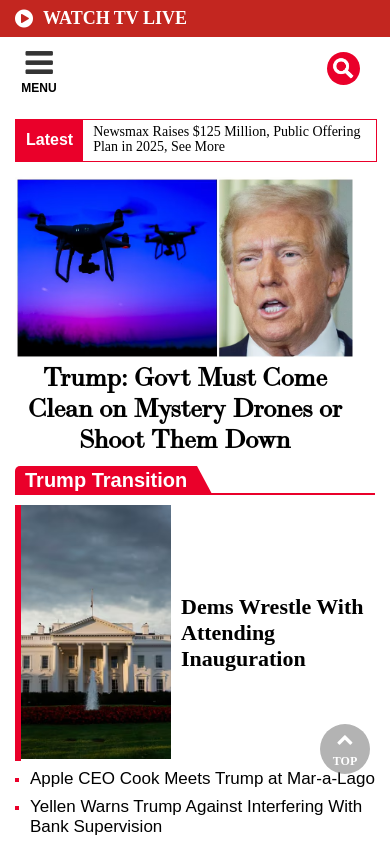 WATCH TV LIVE
MENU
Latest
Newsmax Raises $125 Million, Public Offering
Plan in 2025, See More
Trump: Govt Must Come
Clean on Mystery Drones or
Shoot Them Down
Trump Transition
Dems Wrestle With
Attending
Inauguration
TOP
Apple CEO Cook Meets Trump at Mar-a-Lago
Yellen Warns Trump Against Interfering With
Bank Supervision